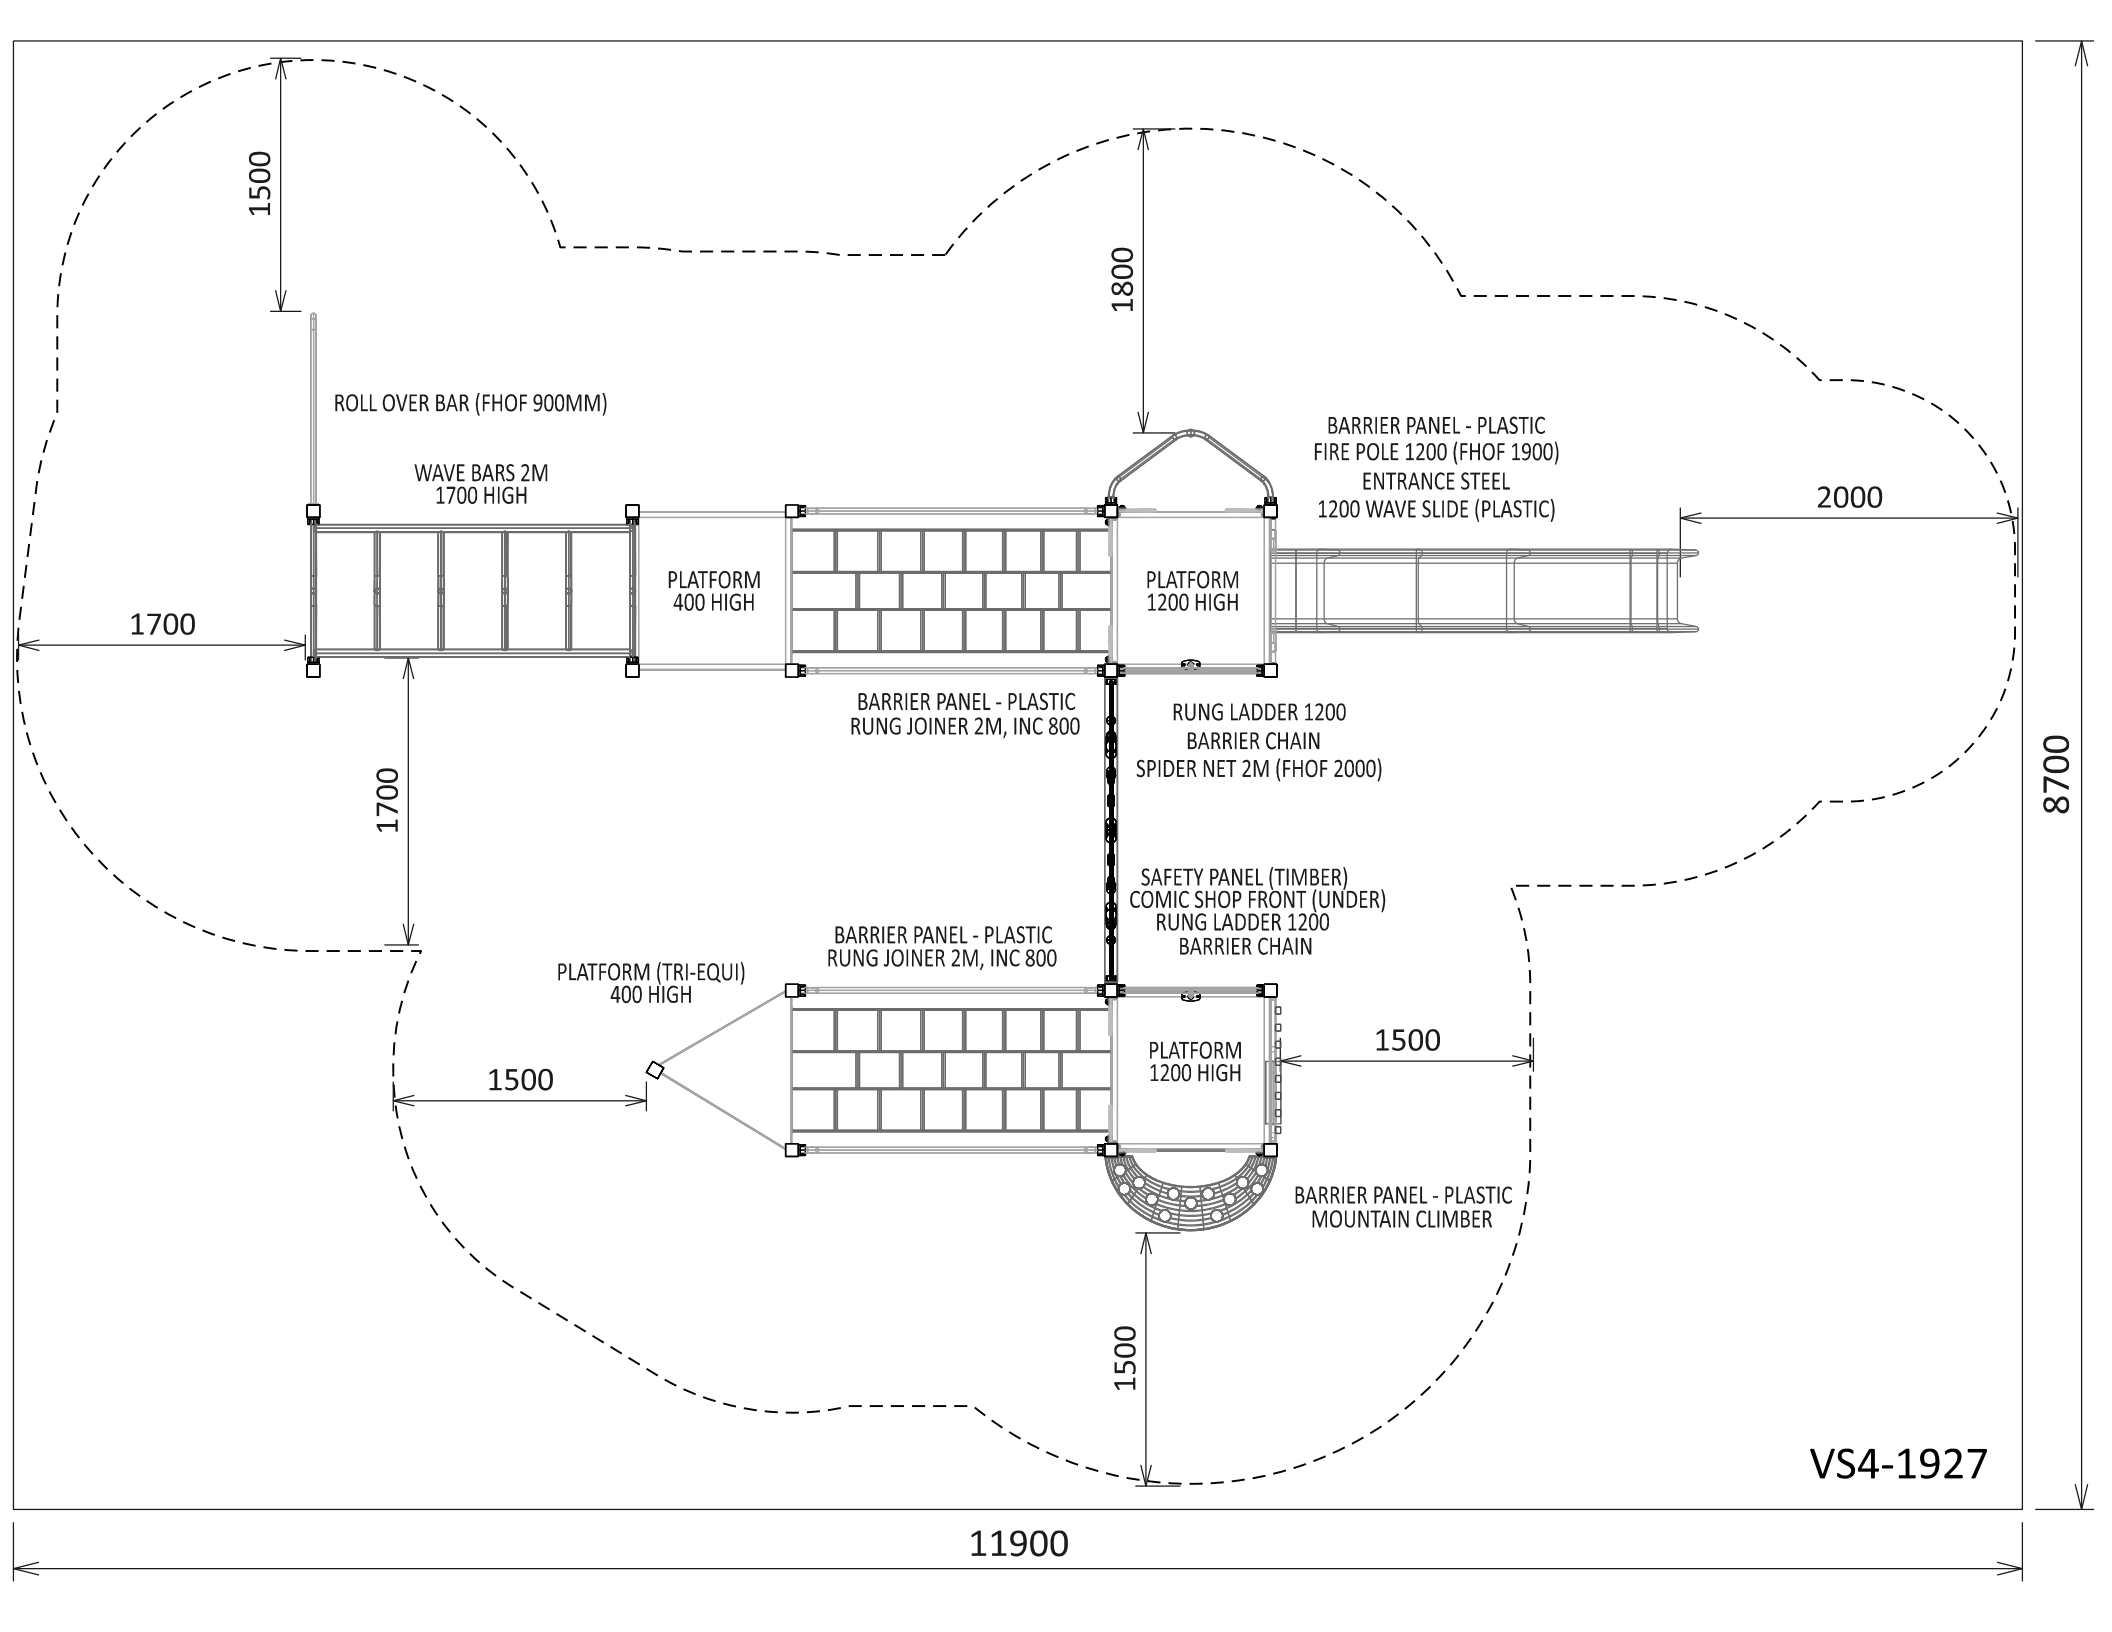 1500
1800
ROLL OVER BAR (FHOF 900MM)
WAVE BARS 2M
1700 HIGH
BARRIER PANEL - PLASTIC
FIRE POLE 1200 (FHOF 1900)
ENTRANCE STEEL
1200 WAVE SLIDE (PLASTIC)
2000
PLATFORM
400 HIGH
PLATFORM
1200 HIGH
1700
BARRIER PANEL - PLASTIC
RUNG JOINER 2M, INC 800
RUNG LADDER 1200
BARRIER CHAIN
SPIDER NET 2M (FHOF 2000)
1700
8700
SAFETY PANEL (TIMBER)
COMIC SHOP FRONT (UNDER)
RUNG LADDER 1200
BARRIER CHAIN
BARRIER PANEL - PLASTIC
RUNG JOINER 2M, INC 800
PLATFORM (TRI-EQUI)
400 HIGH
PLATFORM
1200 HIGH
1500
1500
BARRIER PANEL - PLASTIC
MOUNTAIN CLIMBER
1500
VS4-1927
11900